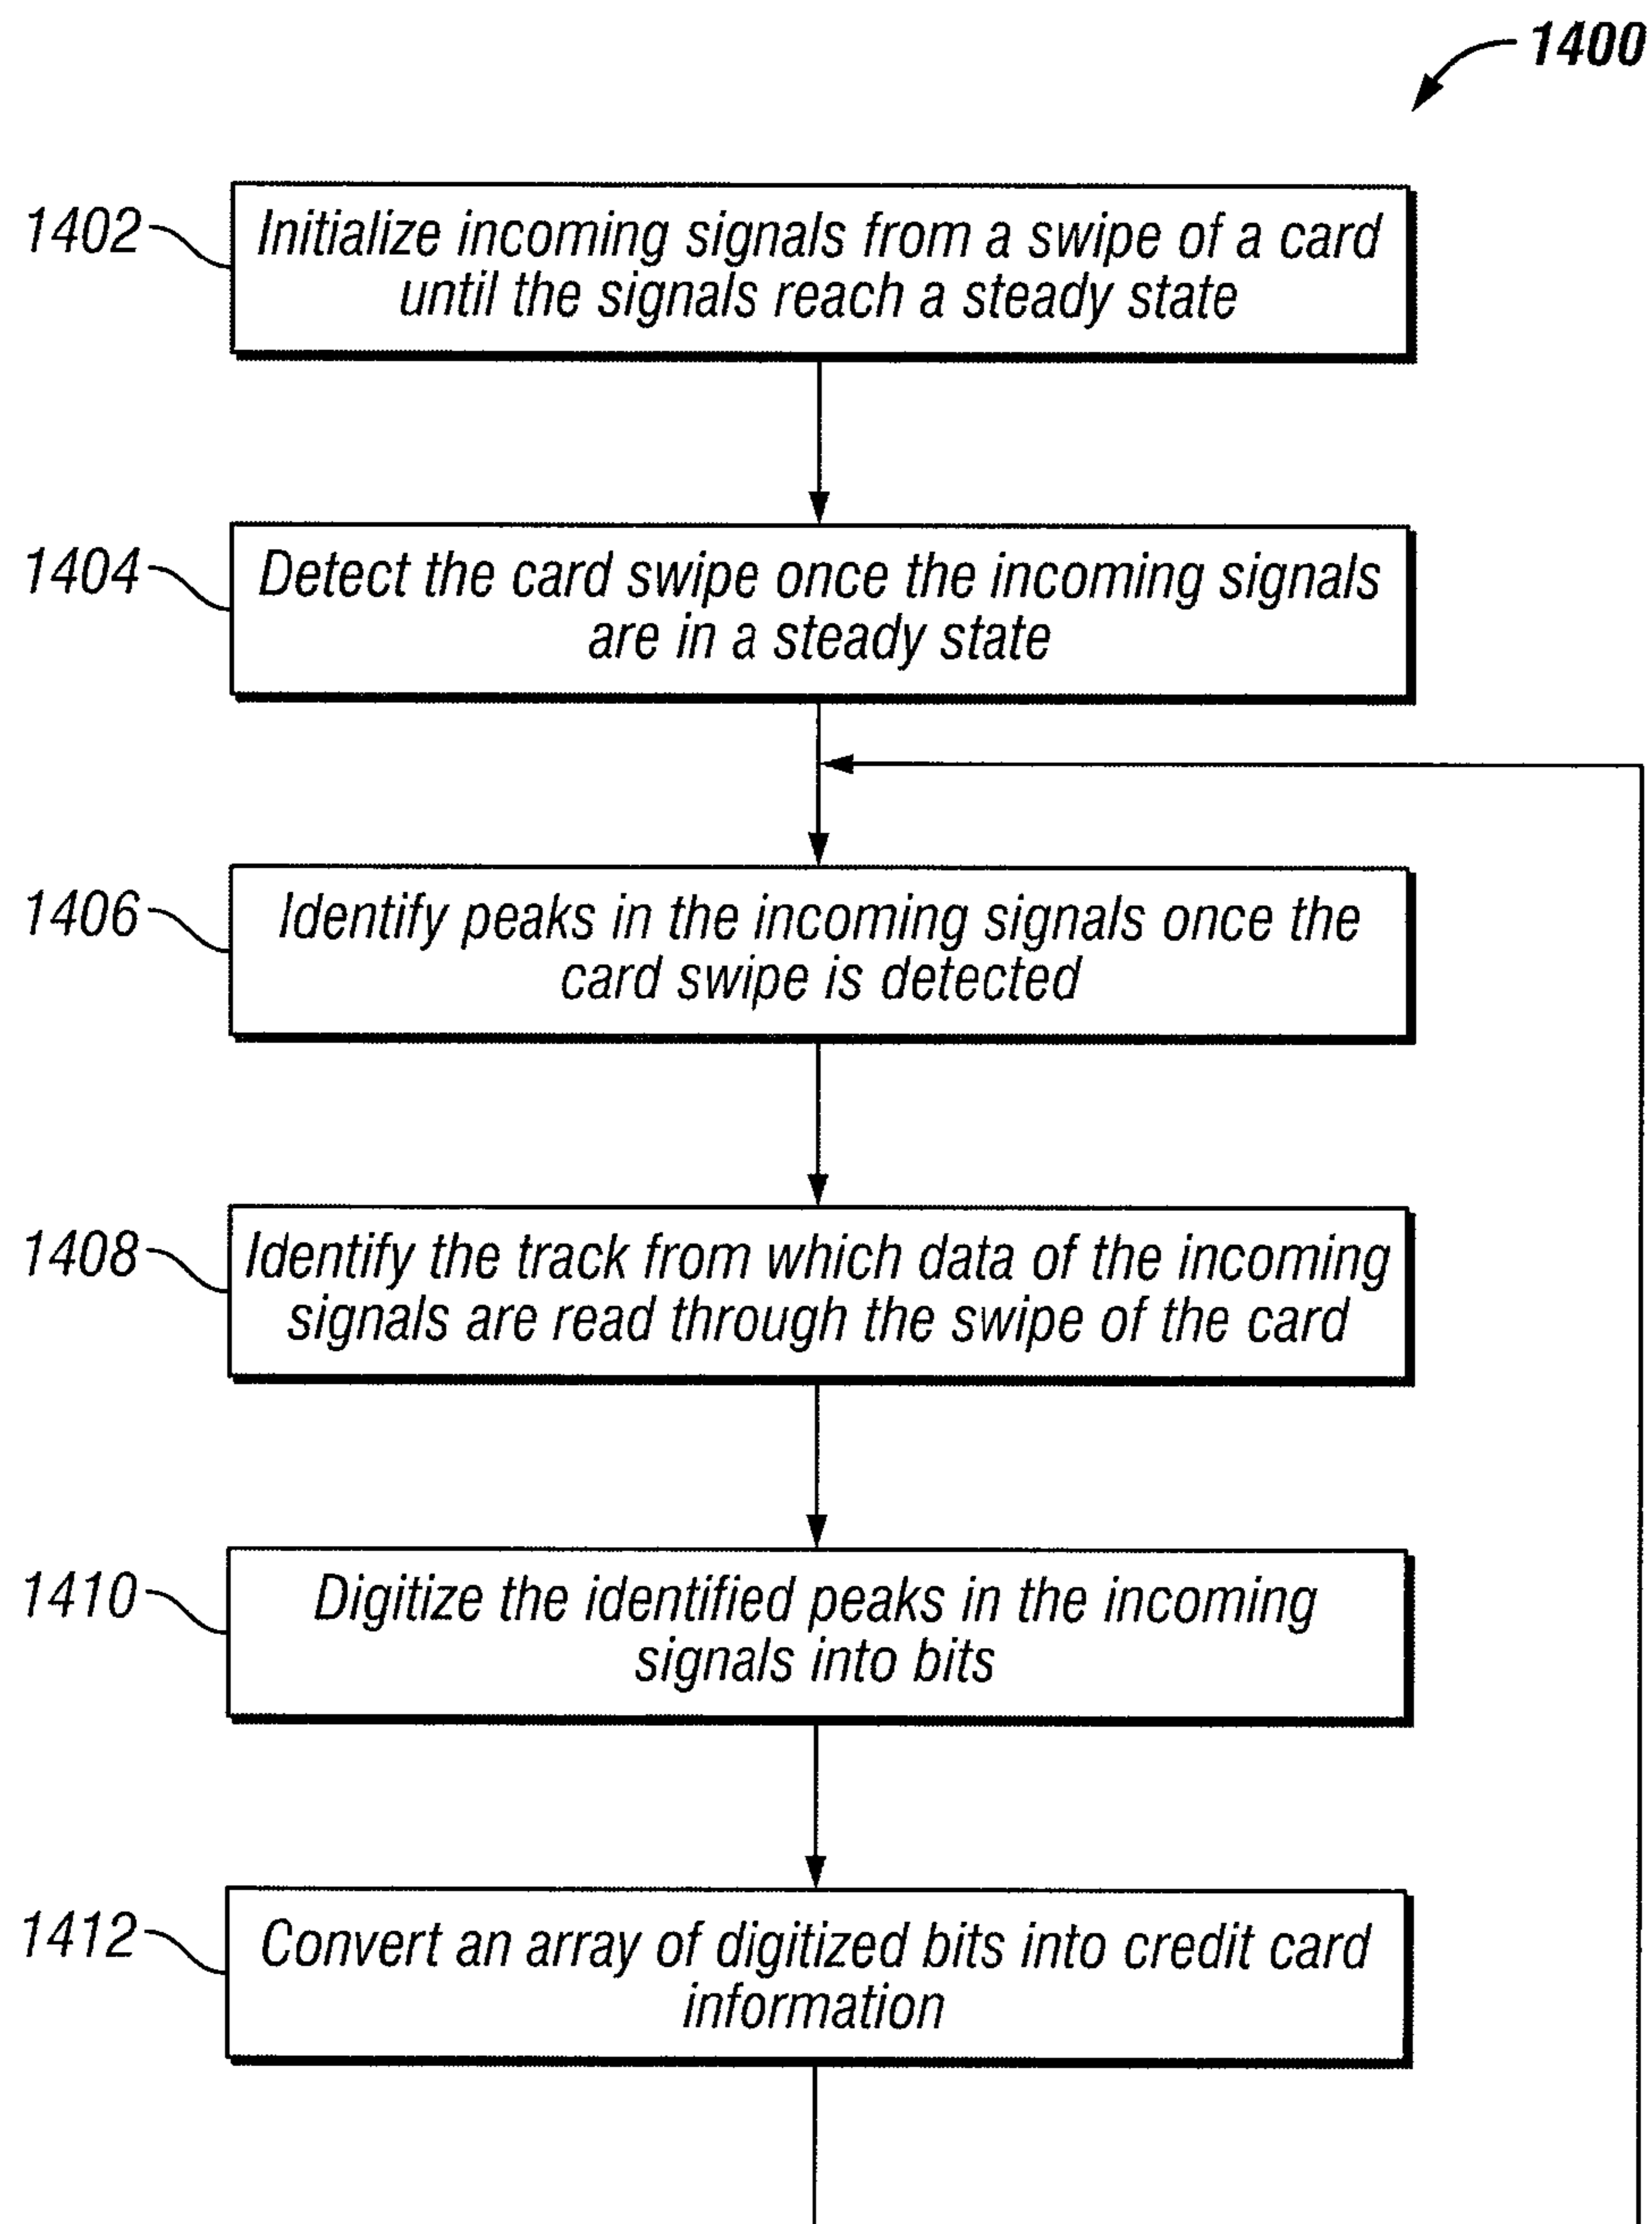 1400
1402
Initialize incoming signals from a swipe of a card
until the signals reach a steady state
1404
Detect the card swipe once the incoming signals
are in a steady state
1406
Identify peaks in the incoming signals once the
card swipe is detected
1408
Identify the track from which data of the incoming
signals are read through the swipe of the card
1410
Digitize the identified peaks in the incoming
signals into bits
1412
Convert an array of digitized bits into credit card
information